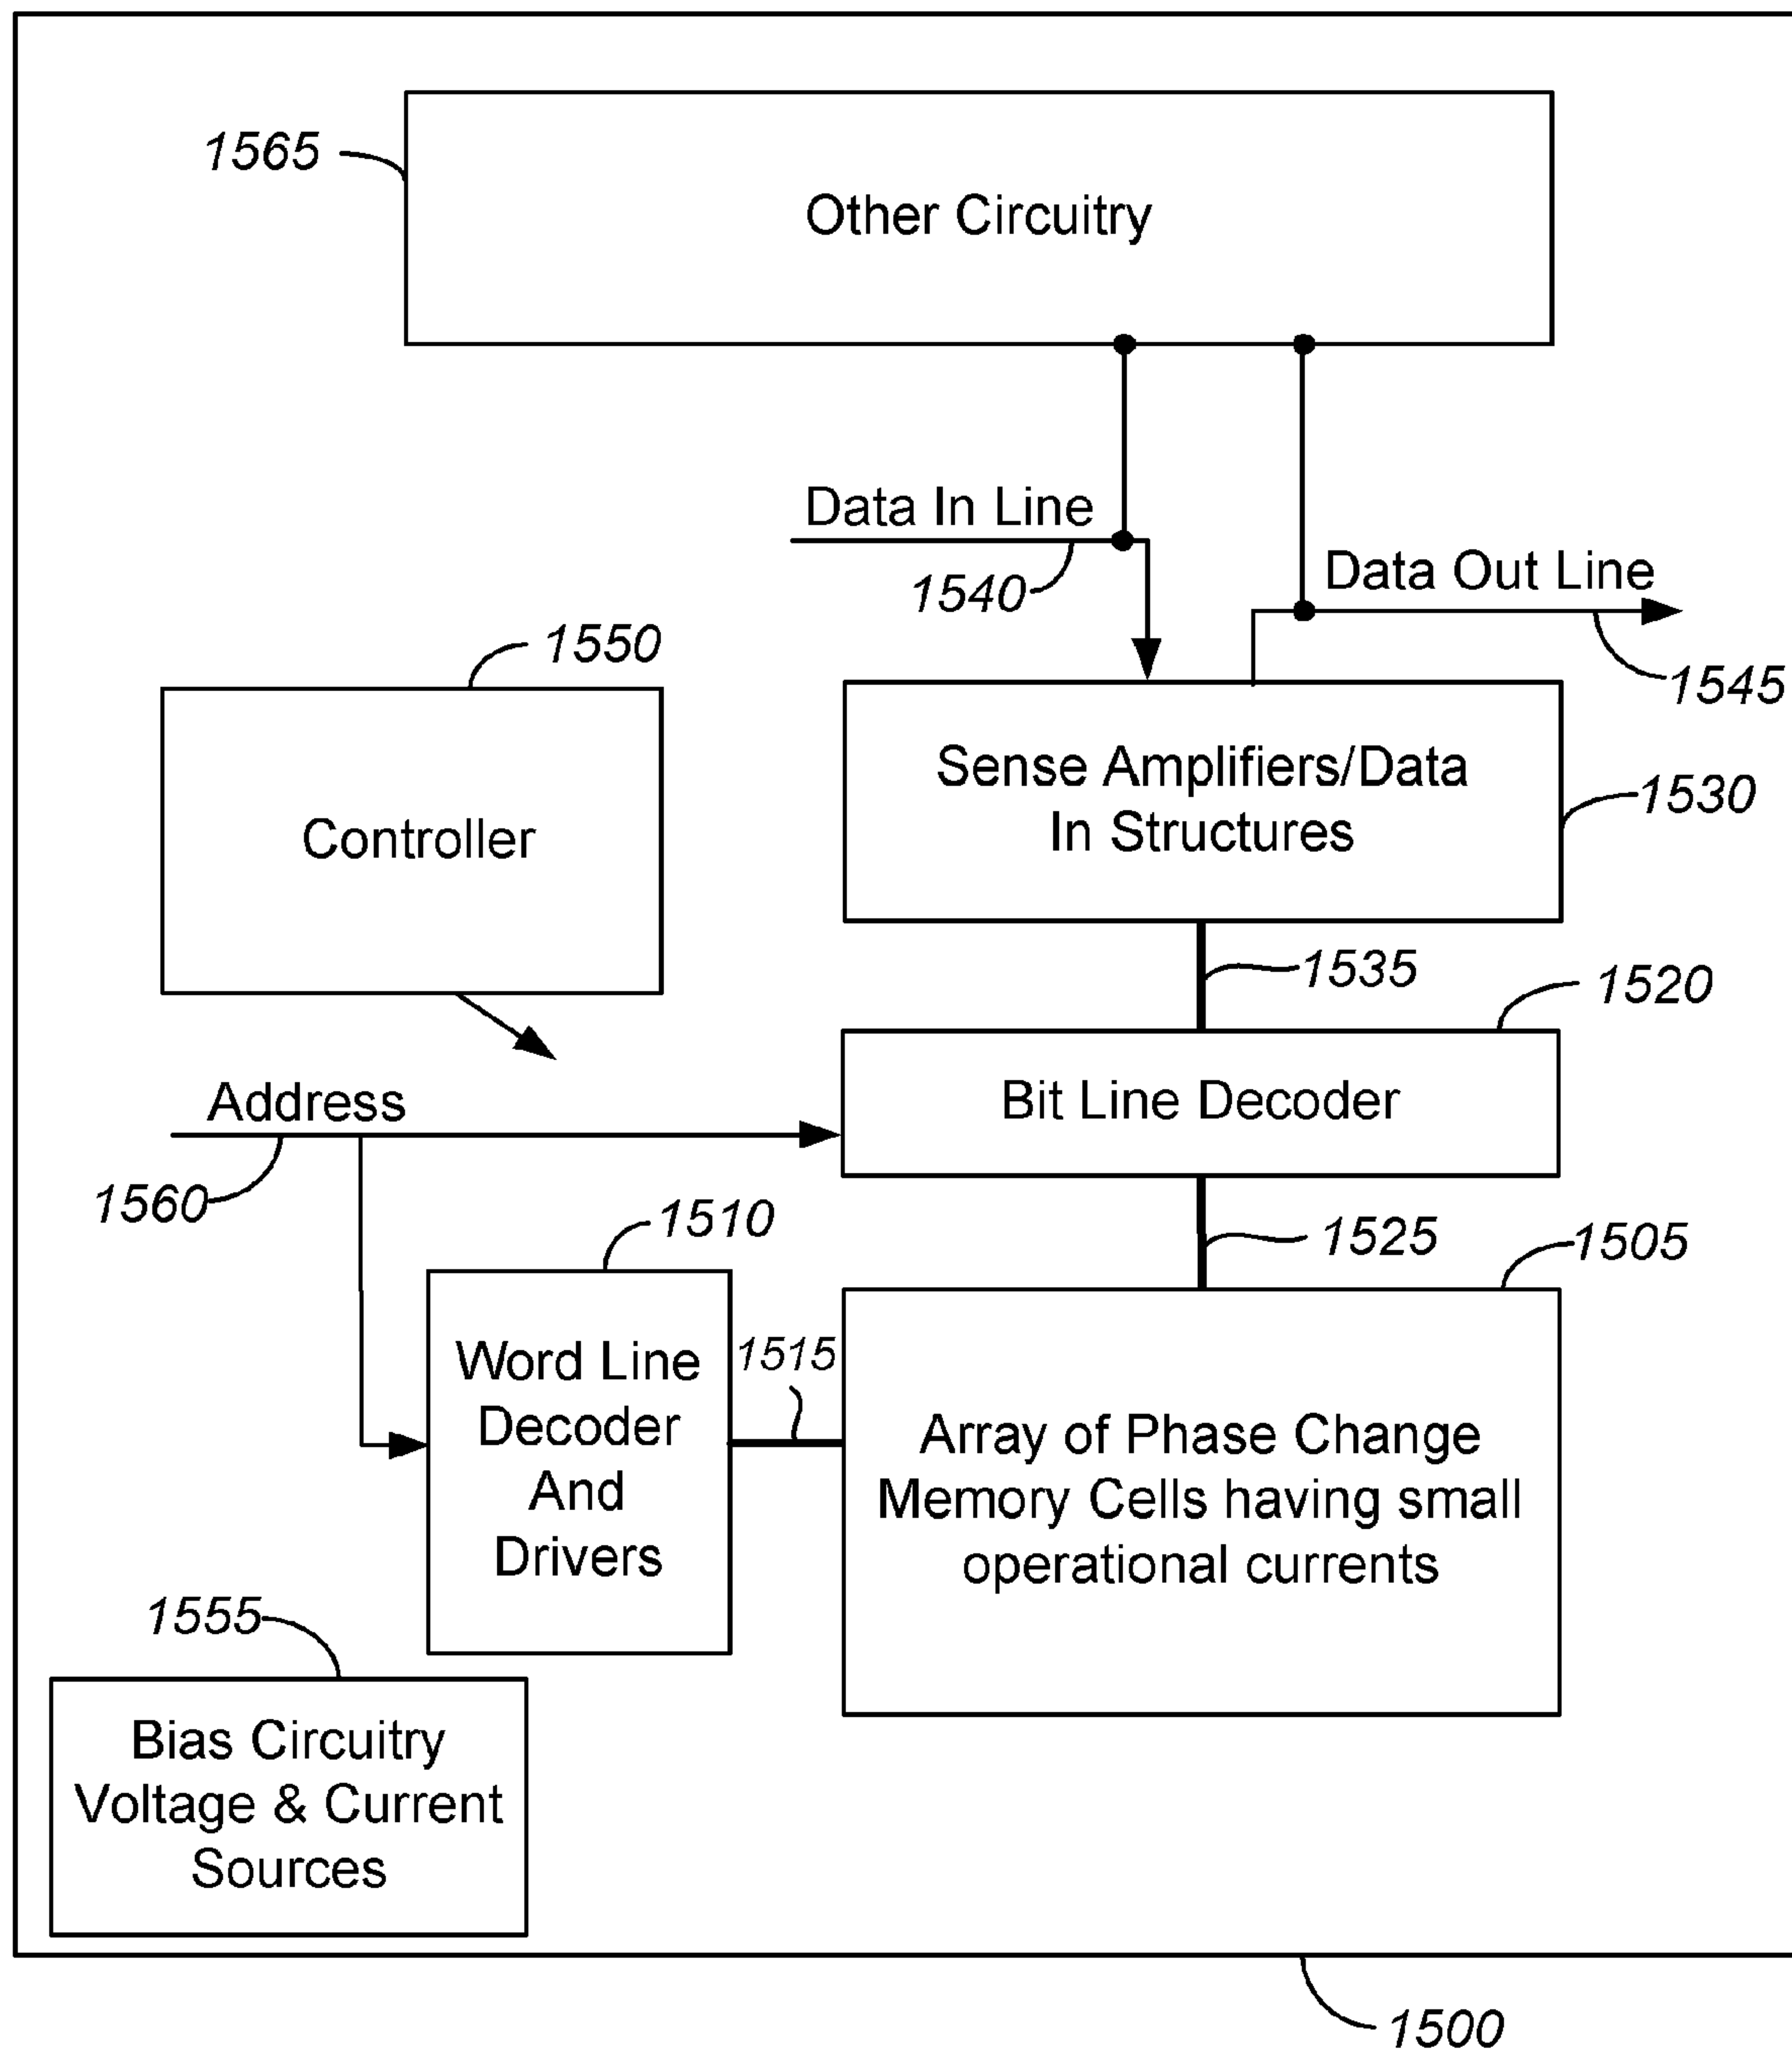 1565
Other Circuitry
Data In Line
1540
Data Out Line
1545
1550
Controller
Sense Amplifiers/Data
In Structures
1530
1535
1520
Bit Line Decoder
Address
1560
1510
1525
1505
Word Line
Decoder
And
Drivers
1515
Array of Phase Change
Memory Cells having small
operational currents
1555
Bias Circuitry
Voltage & Current
Sources
1500